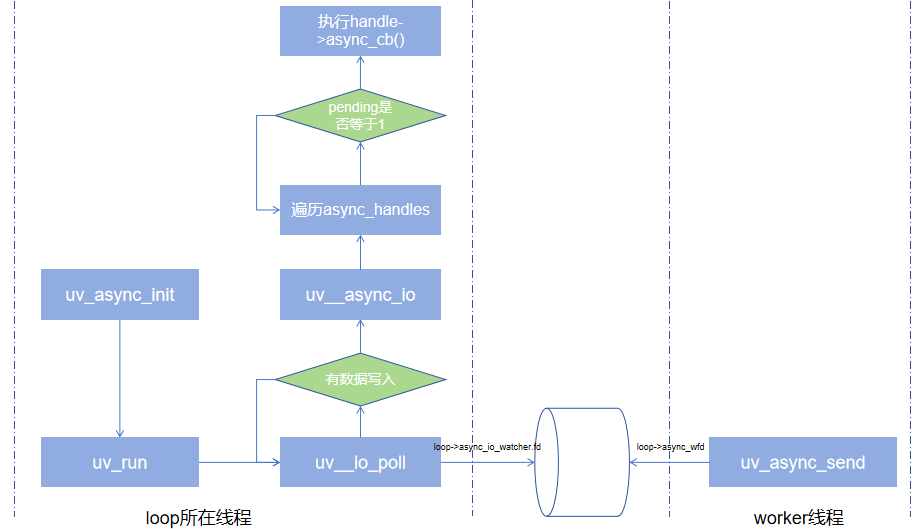 执行handle-
>async_cb()
pending是
否等于1
遍历async_handles
uv_async_init
uv__async_io
有数据写入
uv_run
uv__lo_poll
loop->async_io_watcher.fd
loop->async_wfd
uv_async_send
loop所在线程
worker线程